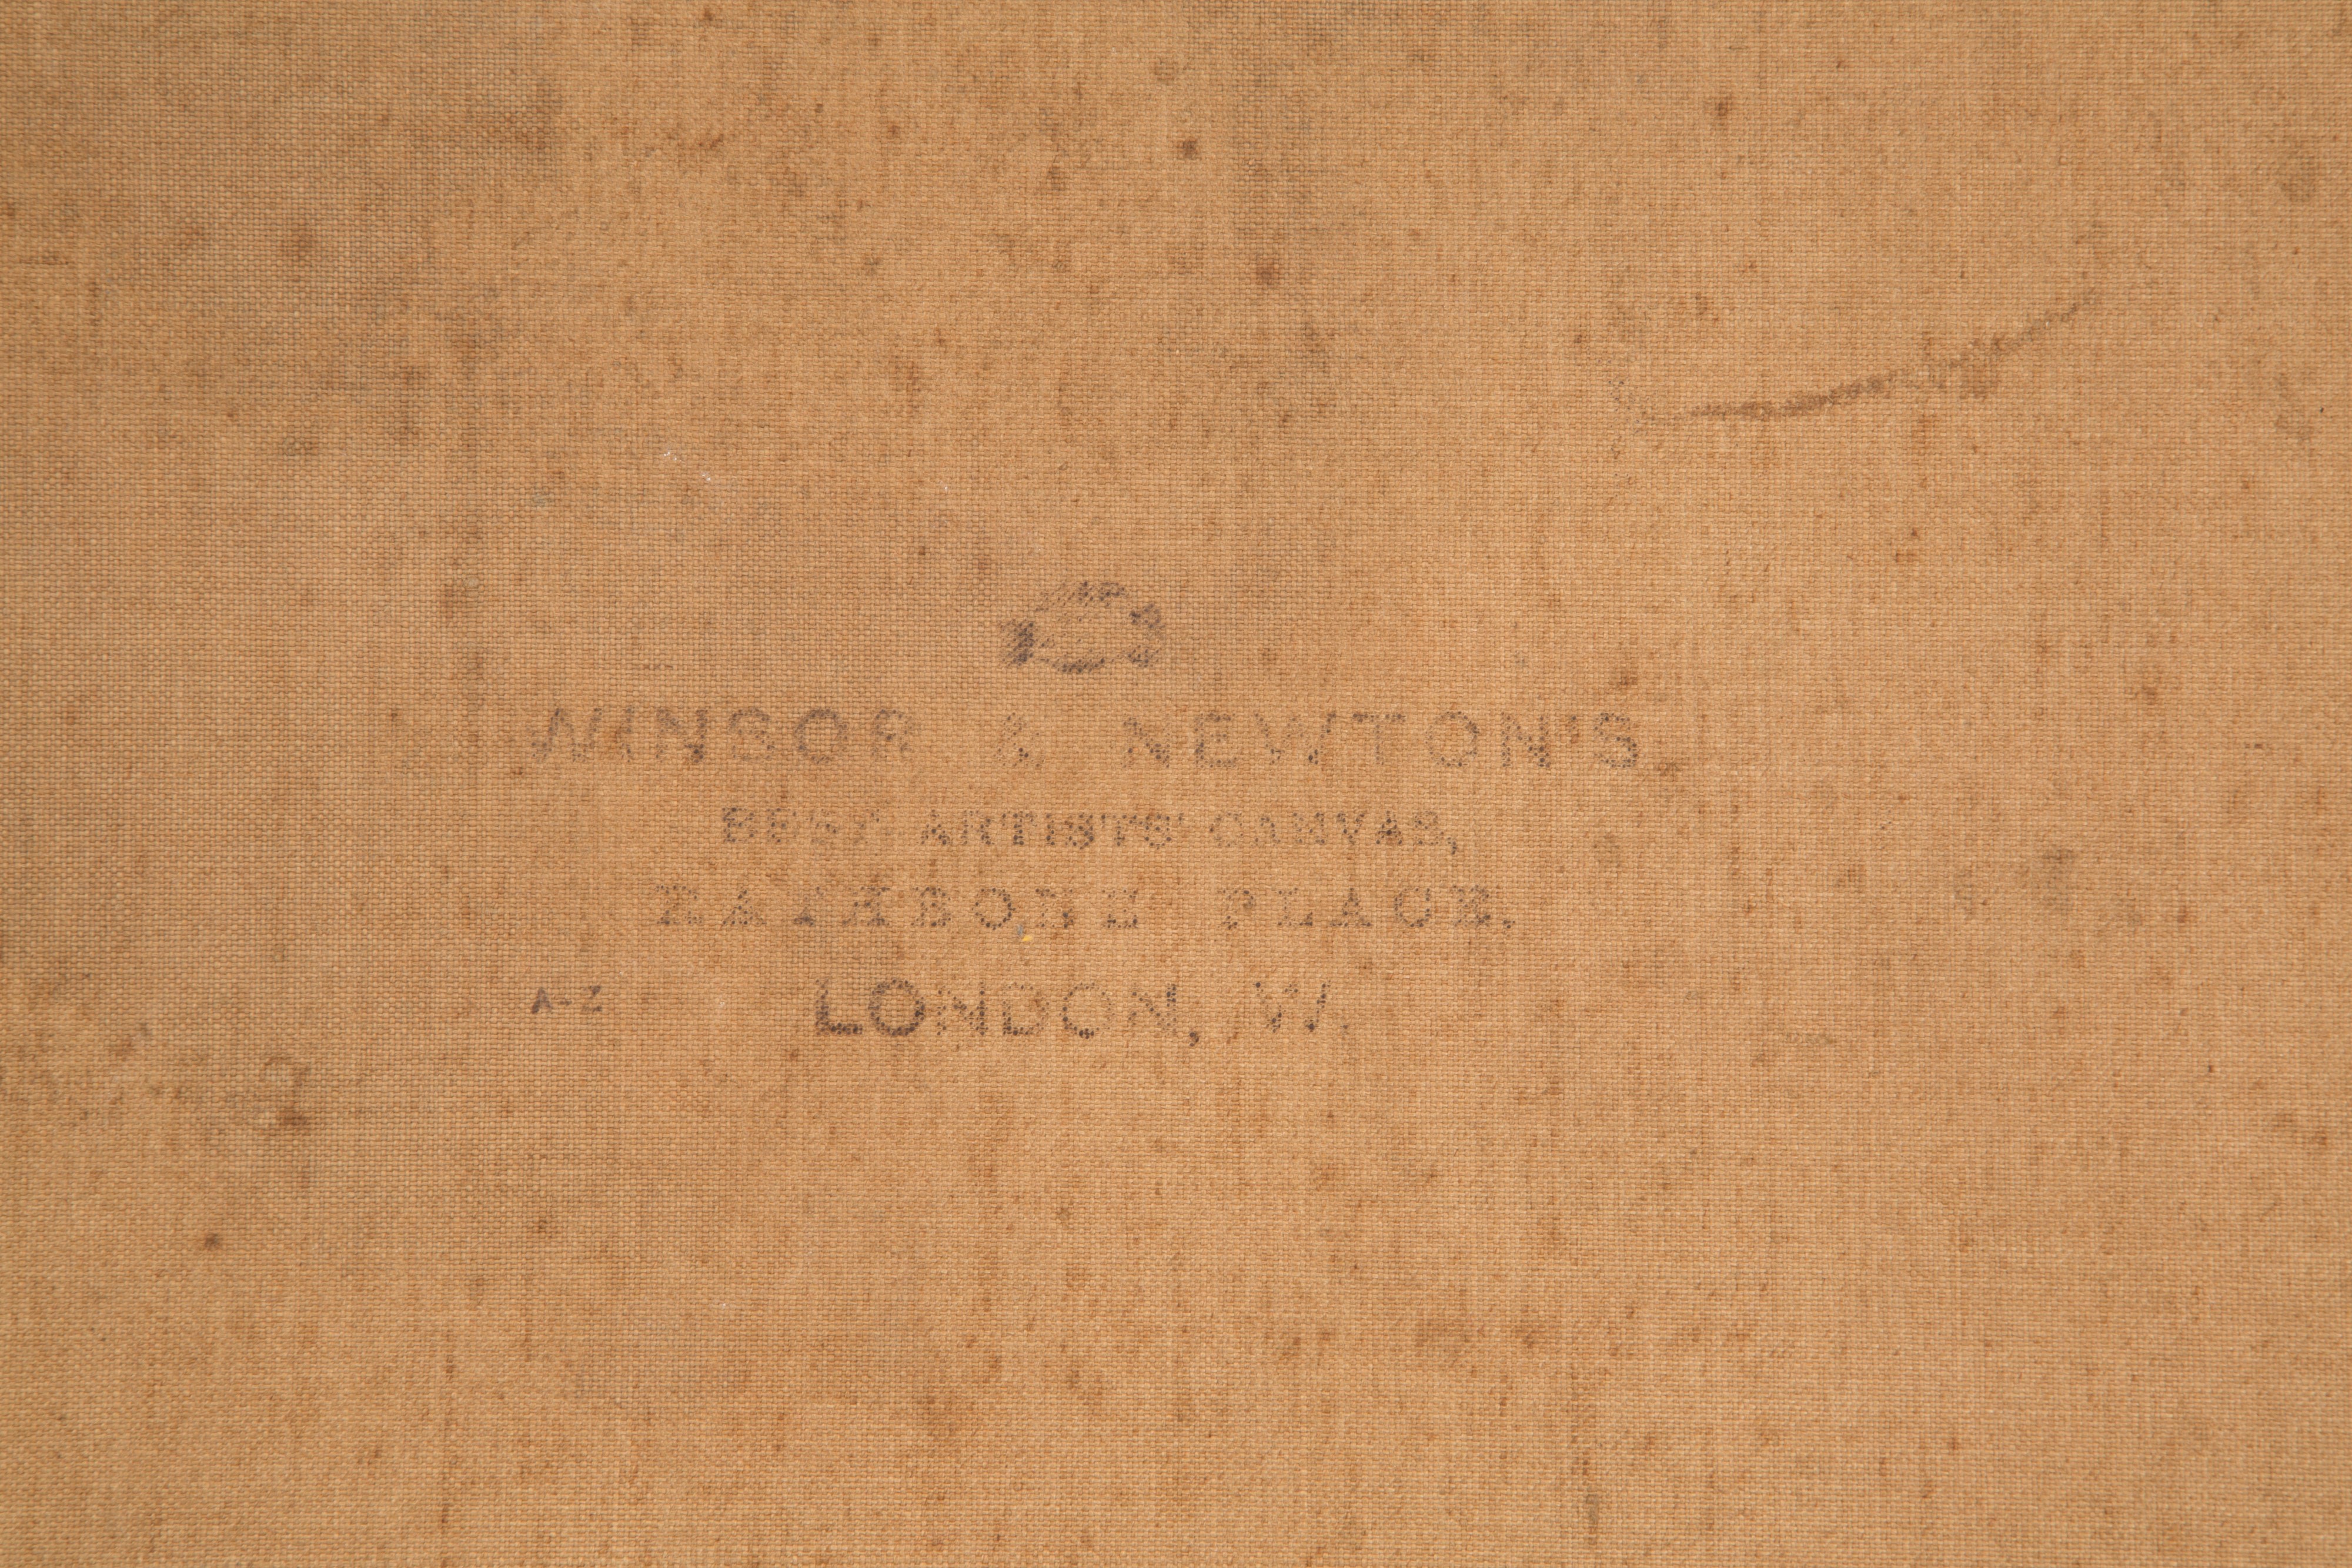 WINSOR & NEWTON'S
BEST ARTISTS' CANVAS,
RATHBONE PLACE,
A-Z LONDON, W.